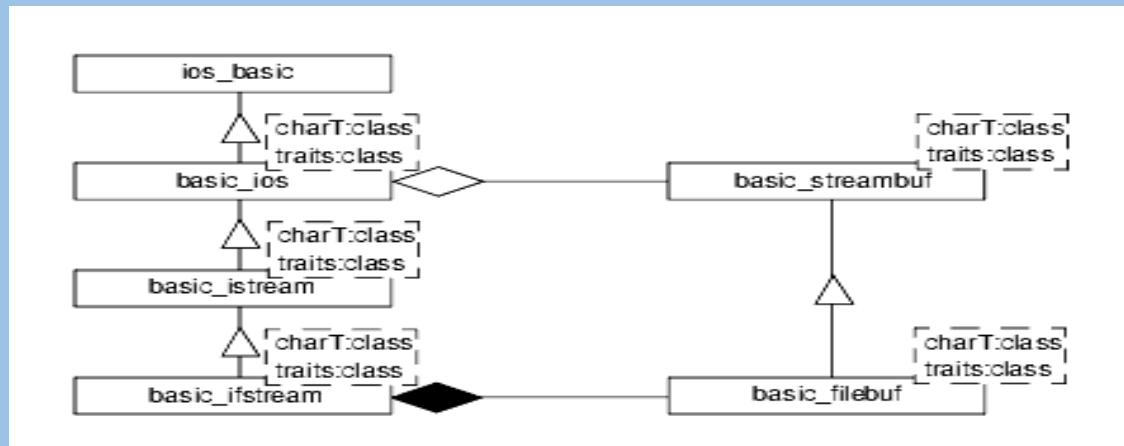 ios_basic
charT:class
traits:class
basic_ios
charT:class
traits:class
basic_streambuf
charT:class
traits:class
basic_istream
charT:class
traits:class
basic_ifstream
charT:class
traits:class
basic_filebuf